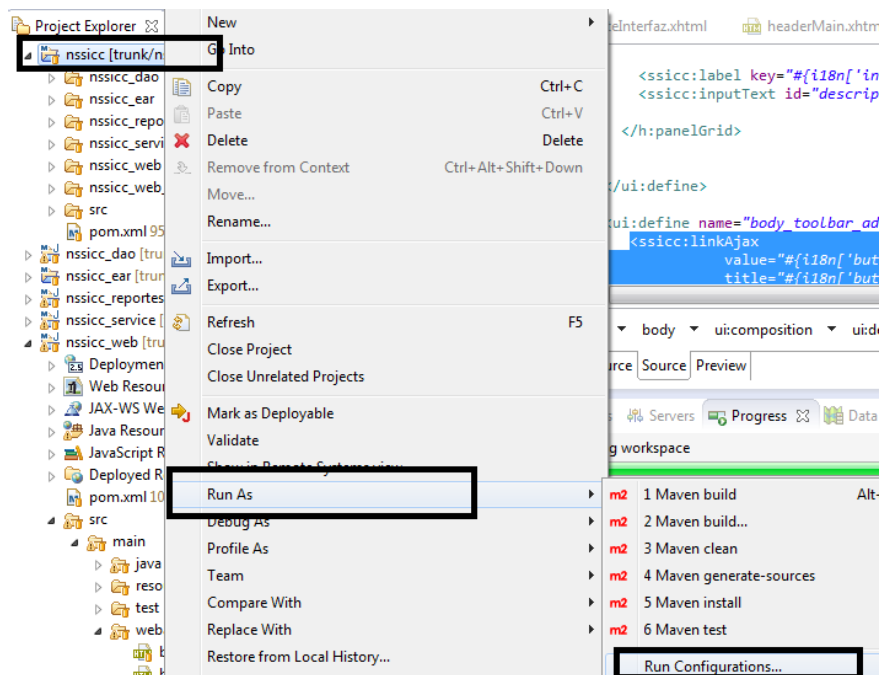 Project Explorer
nssicc [trunk/n
nssicc_dao
nssicc_ear
nssicc_repo
nssicc_servi
nssicc_web
nssicc_web_
src
pom.xml 95
nssicc_dao [tru
nssicc_ear [trun
nssicc_reportes
nssicc_service [
nssicc_web [tru
Deploymen
Web Resour
JAX-WS We
Java Resour
JavaScript R
Deployed R
pom.xml 10
src
main
java
reso
test
web
New
Go Into
Copy Ctrl+C
Paste Ctrl+V
Delete Delete
Remove from Context Ctrl+Alt+Shift+Down
Move...
Rename...
Import...
Export...
Refresh F5
Close Project
Close Unrelated Projects
Mark as Deployable
Validate
Show in Remote Systems view
Run As
Debug As
Profile As
Team
Compare With
Replace With
Restore from Local History...
teInterfaz.xhtml headerMain.xhtm
<ssicc:label key="#{i18n['in
<ssicc:inputText id="descrip
</h:panelGrid>
/ui:define>
ui:define name="body_toolbar_ad
<ssicc:linkAjax
value="#{i18n['but
title="#{i18n['but
body ui:composition ui:de
urce Source Preview
s Servers Progress Data
g workspace
m2 1 Maven build Alt-
m2 2 Maven build...
m2 3 Maven clean
m2 4 Maven generate-sources
m2 5 Maven install
m2 6 Maven test
Run Configurations...